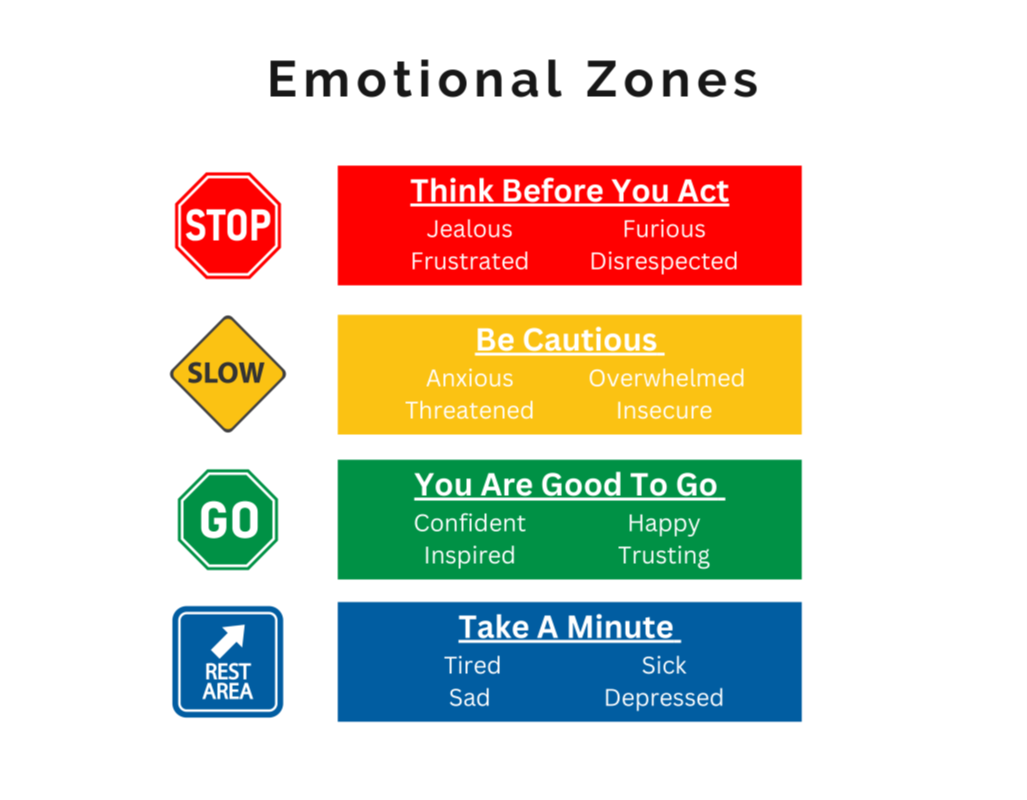 Emotional Zones
STOP
Think Before You Act
Jealous Furious
Frustrated Disrespected
SLOW
Be Cautious
Anxious Overwhelmed
Threatened Insecure
GO
You Are Good To Go
Confident Happy
Inspired Trusting
REST
AREA
Take A Minute
Tired Sick
Sad Depressed